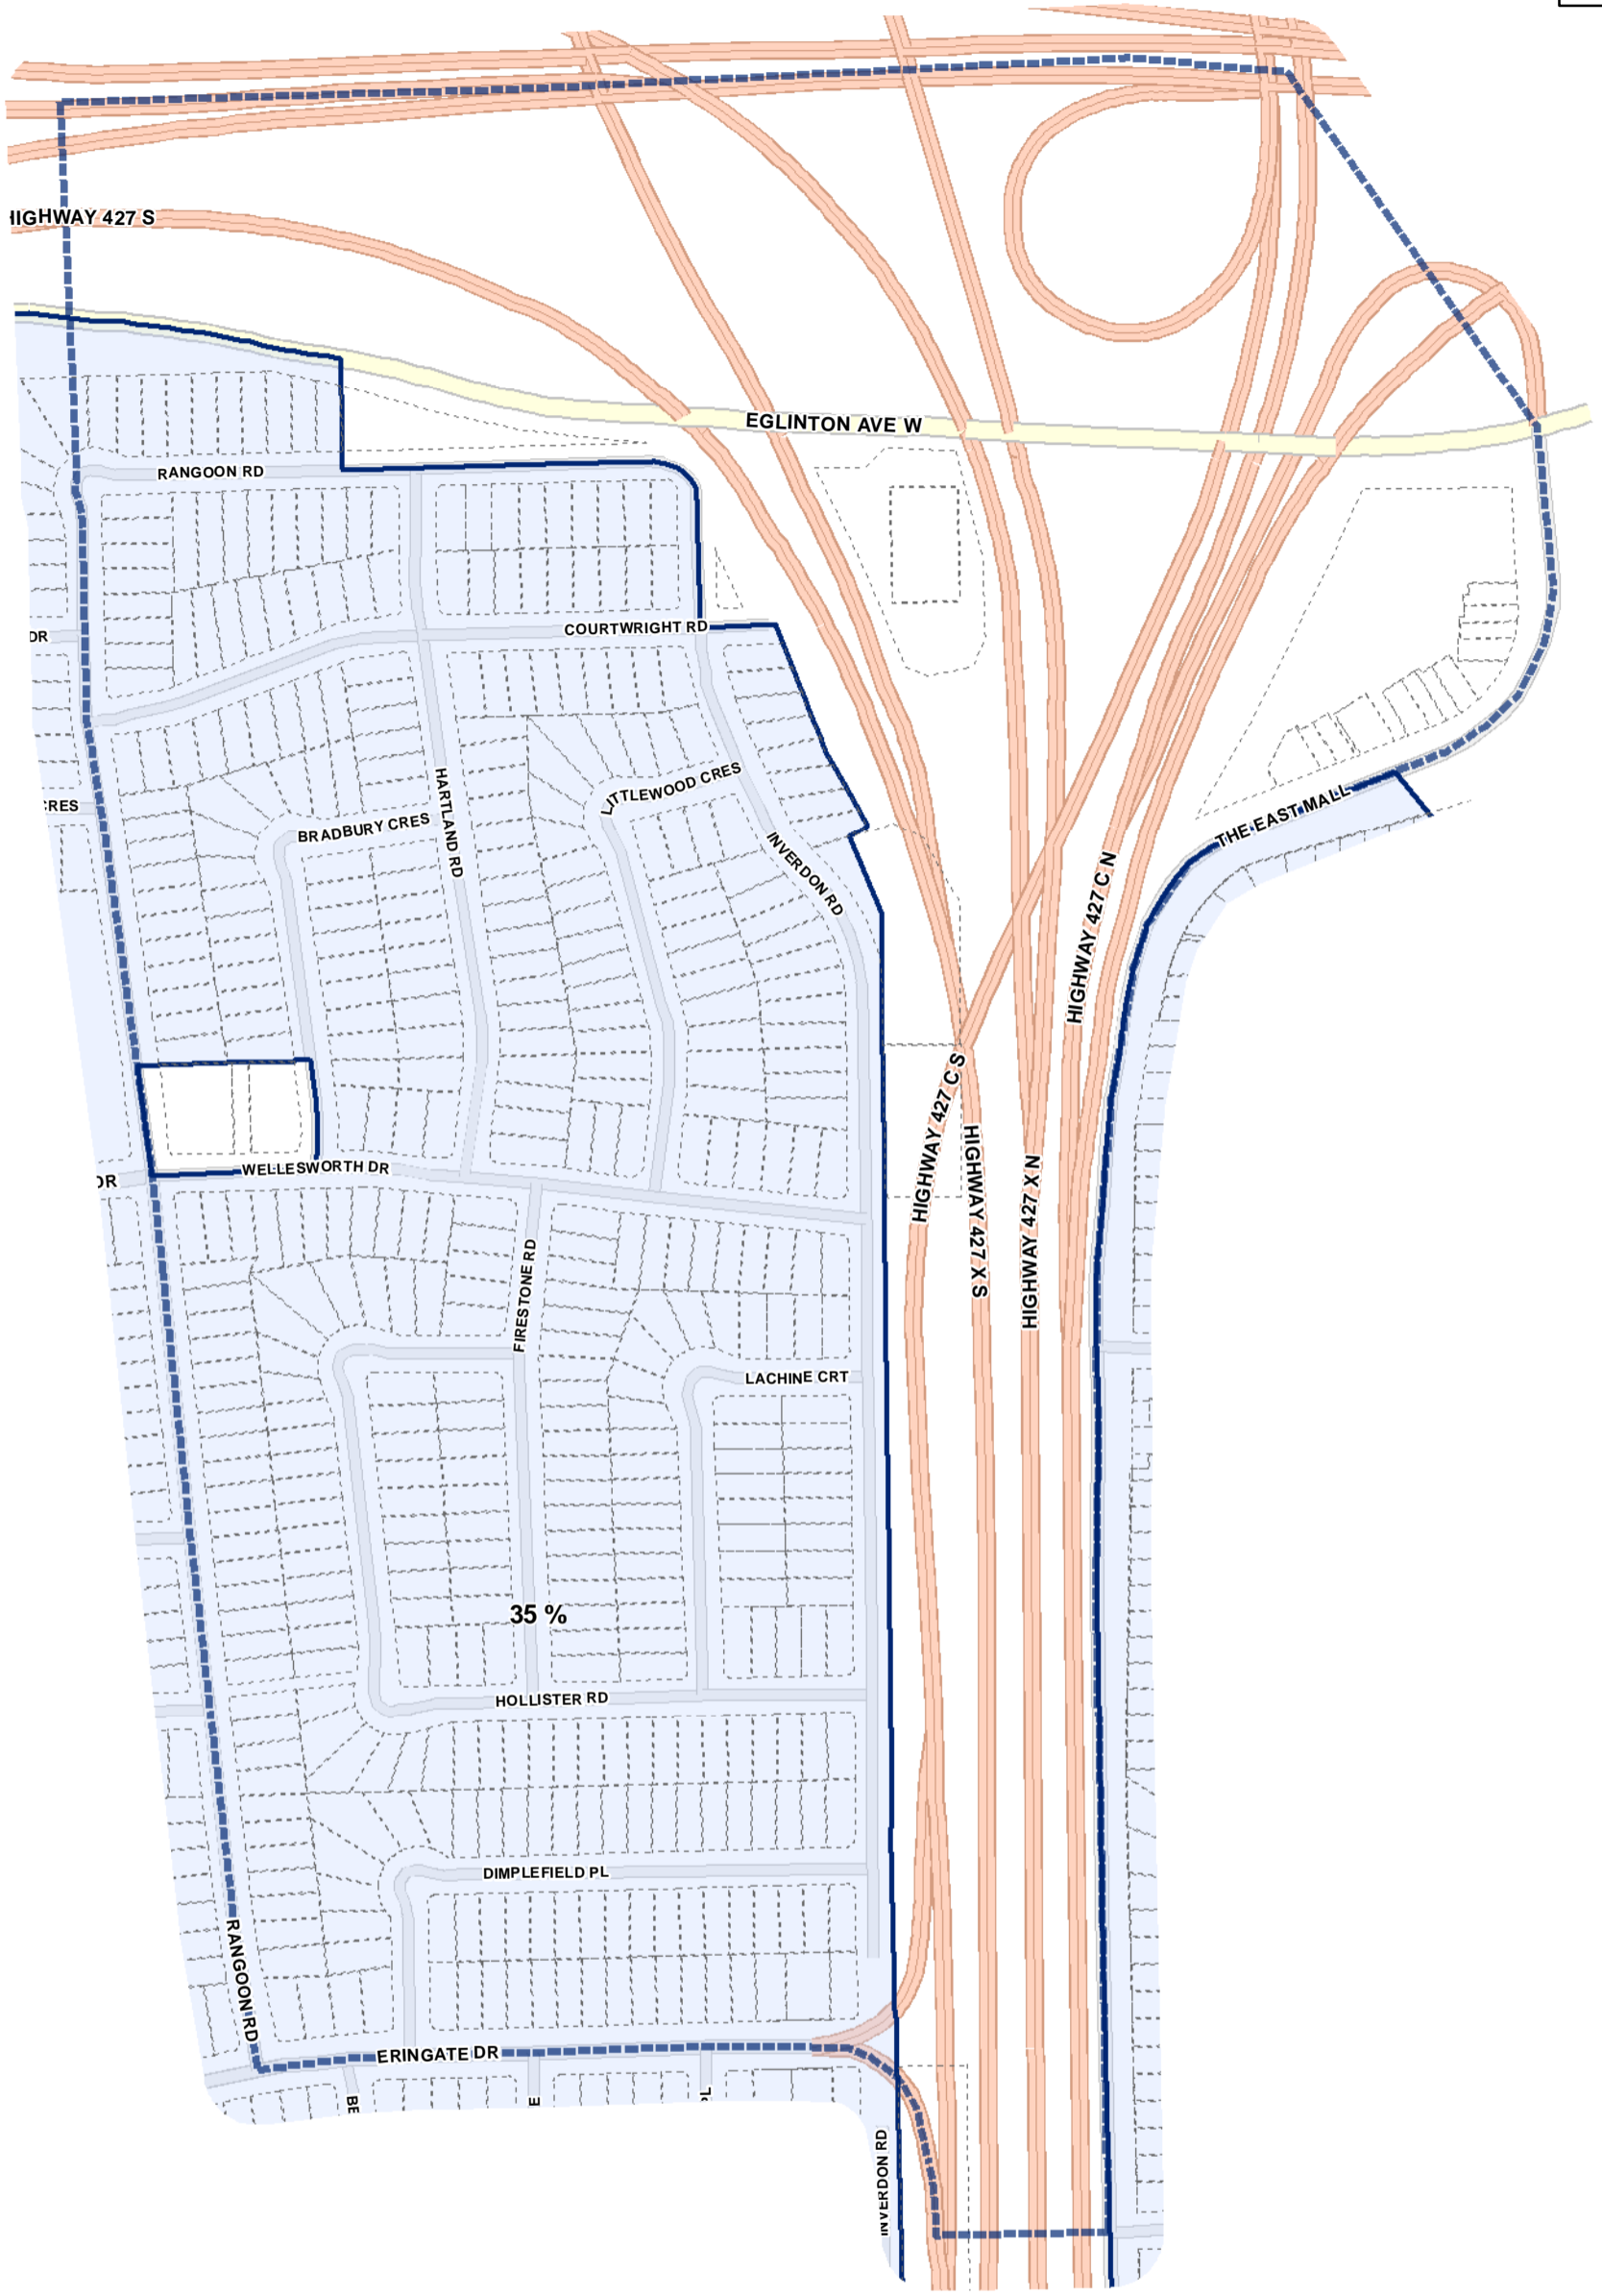 HIGHWAY 427 S
EGLINTON AVE W
RANGOON RD
COURTWRIGHT RD
DR
LITTLEWOOD CRES
HARTLAND RD
CRES
BRADBURY CRES
INVERDON RD
THE EAST MALL
HIGHWAY 427 C N
HIGHWAY 427 C S
HIGHWAY 427 X S
HIGHWAY 427 X N
WELLESWORTH DR
DR
FIRESTONE RD
LACHINE CRT
35 %
HOLLISTER RD
DIMPLEFIELD PL
RANGOON RD
ERINGATE DR
BE
E
PL
INVERDON RD